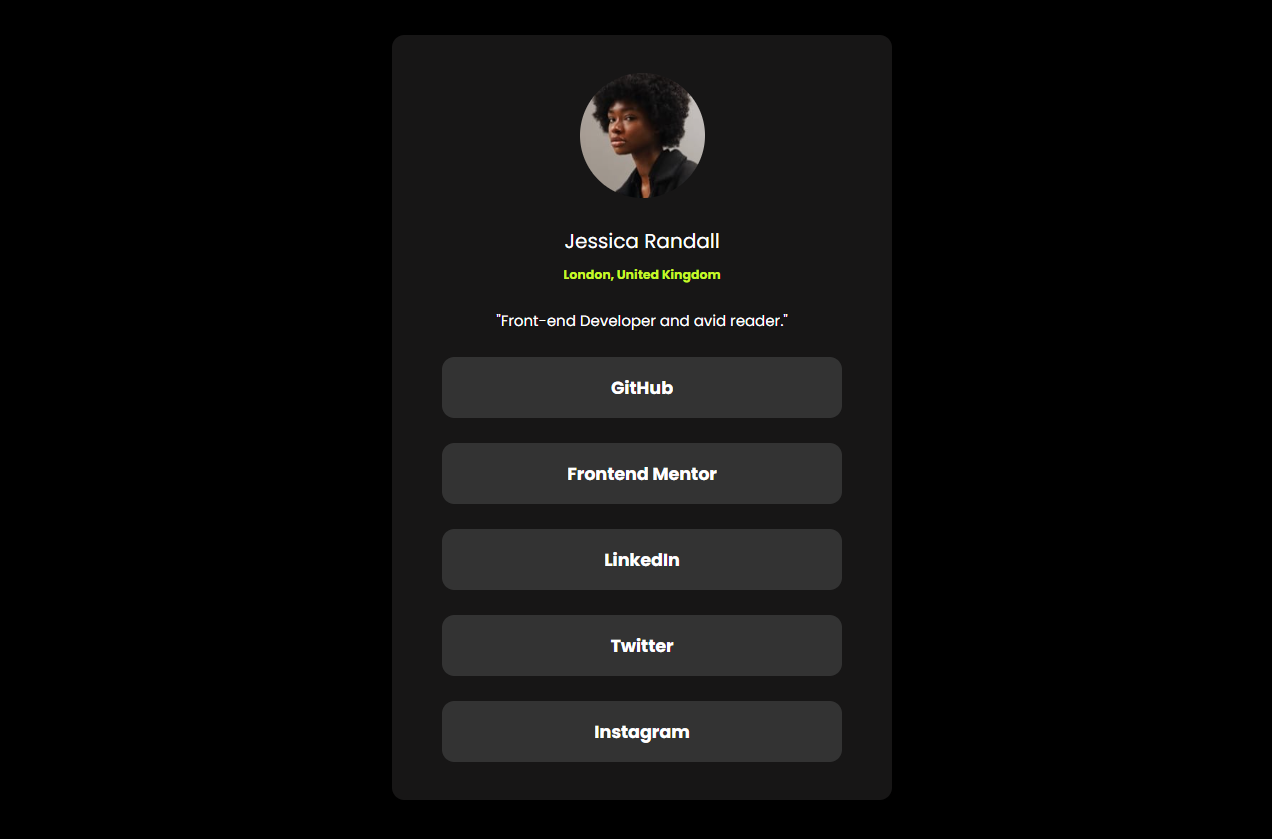 Jessica Randall
London, United Kingdom
"Front-end Developer and avid reader."
GitHub
Frontend Mentor
LinkedIn
Twitter
Instagram